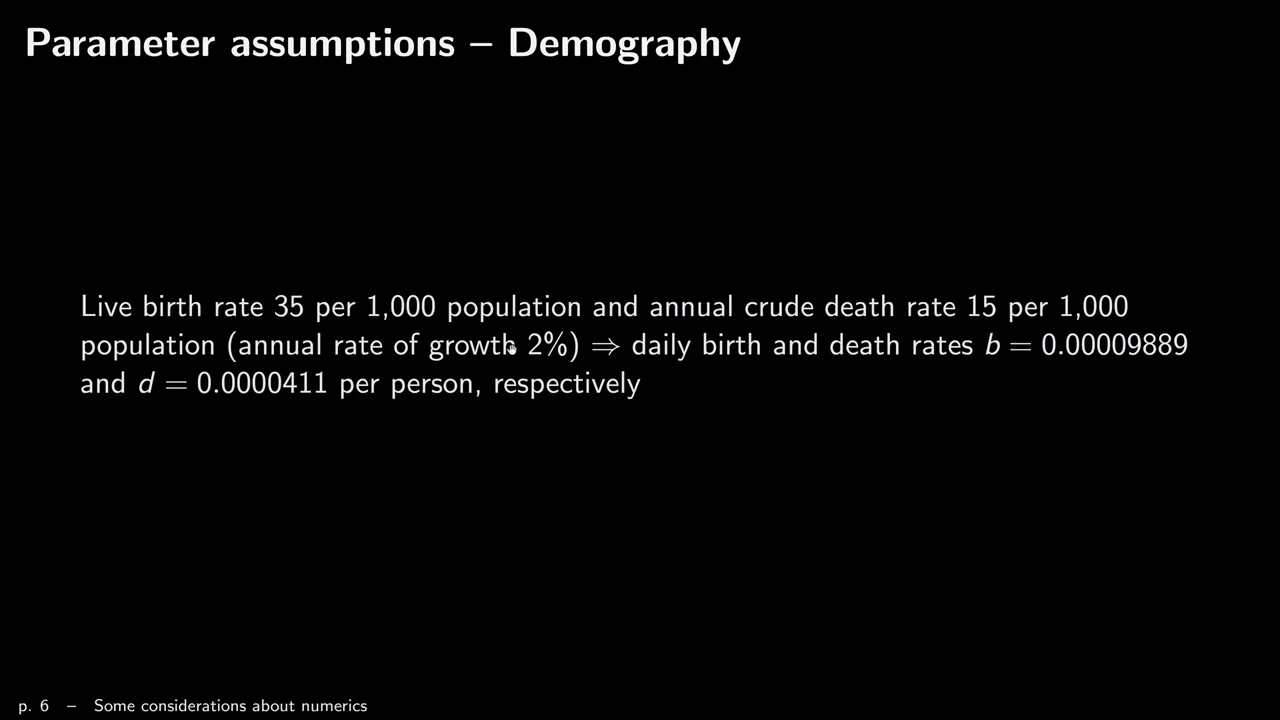 Parameter assumptions – Demography
Live birth rate 35 per 1,000 population and annual crude death rate 15 per 1,000
population (annual rate of growth 2%) ⇒ daily birth and death rates b = 0.00009889
and d = 0.0000411 per person, respectively
p. 6 – Some considerations about numerics